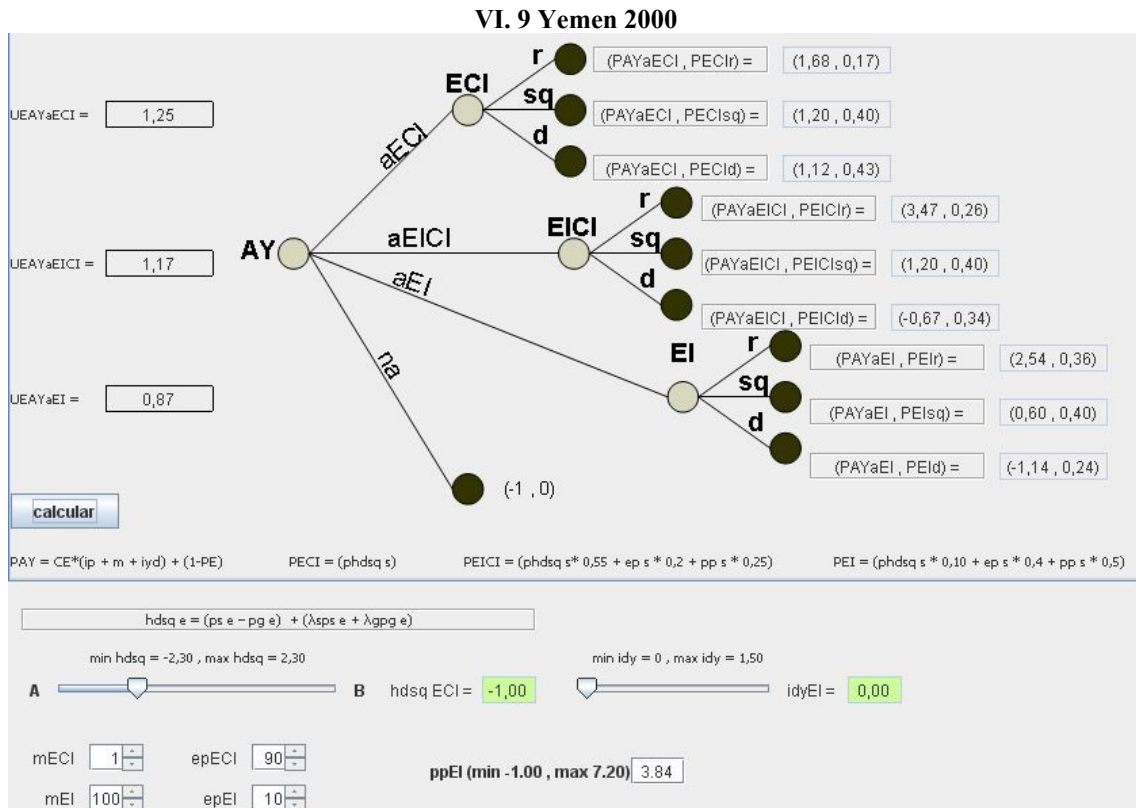 VI. 9 Yemen 2000
r (PAYaECI , PECIr) = (1,68 , 0,17)
ECI
UEAYaECI = 1,25 sq (PAYaECI , PECIsq) = (1,20 , 0,40)
aECI d (PAYaECI , PECId) = (1,12 , 0,43)
r (PAYaEICI , PEICIr) = (3,47 , 0,26)
AY aEICI EICI
UEAYaEICI = 1,17 sq (PAYaEICI , PEICIsq) = (1,20 , 0,40)
aEI d (PAYaEICI , PEICId) = (-0,67 , 0,34)
EI r (PAYaEI , PEIr) = (2,54 , 0,36)
na
UEAYaEI = 0,87 sq (PAYaEI , PEIsq) = (0,60 , 0,40)
d (PAYaEI , PEId) = (-1,14 , 0,24)
(-1 , 0)
calcular
PAY = CE*(ip + m + iyd) + (1-PE) PECI = (phdsq s) PEICI = (phdsq s* 0,55 + ep s * 0,2 + pp s * 0,25) PEI = (phdsq s * 0,10 + ep s * 0,4 + pp s * 0,5)
hdsq e = (ps e – pg e) + (λsps e + λgpg e)
min hdsq = -2,30 , max hdsq = 2,30 min idy = 0 , max idy = 1,50
A B hdsq ECI = -1,00 idyEI = 0,00
mECI 1 epECI 90
ppEI (min -1.00 , max 7.20) 3.84
mEI 100 epEI 10